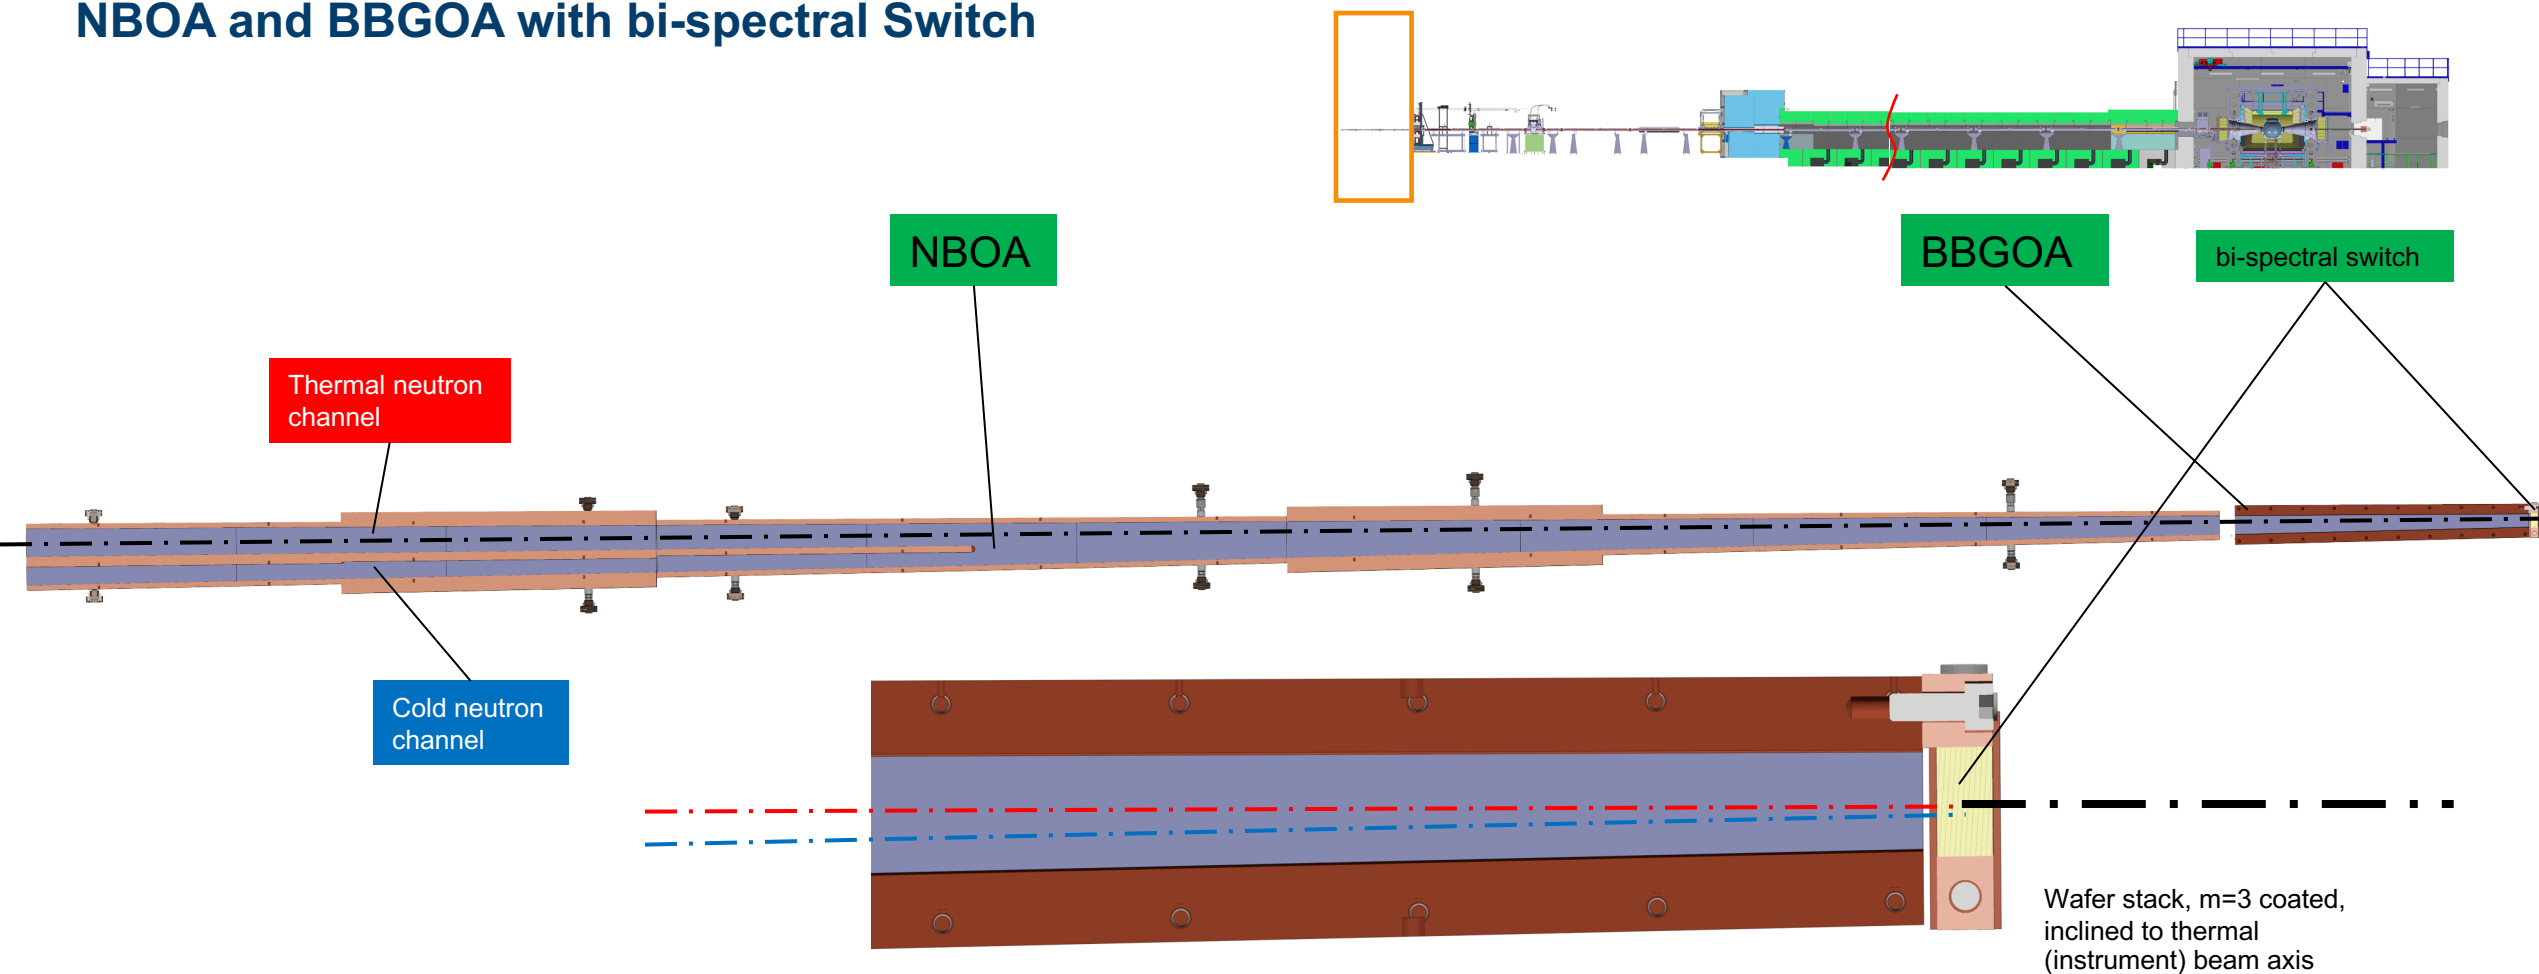 NBOA and BBGOA with bi-spectral Switch
NBOA
BBGOA
bi-spectral switch
Thermal neutron
channel
Cold neutron
channel
Wafer stack, m=3 coated,
inclined to thermal
(instrument) beam axis